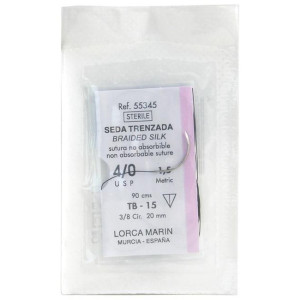 Ref. 55345
STERILE
SEDA TRENZADA
BRAIDED SILK
sutura no absorbible
non absorbable suture
4/0 1,5
USP Metric
90 cms
TB - 15
3/8 Cir. 20 mm
LORCA MARIN
MURCIA - ESPAÑA